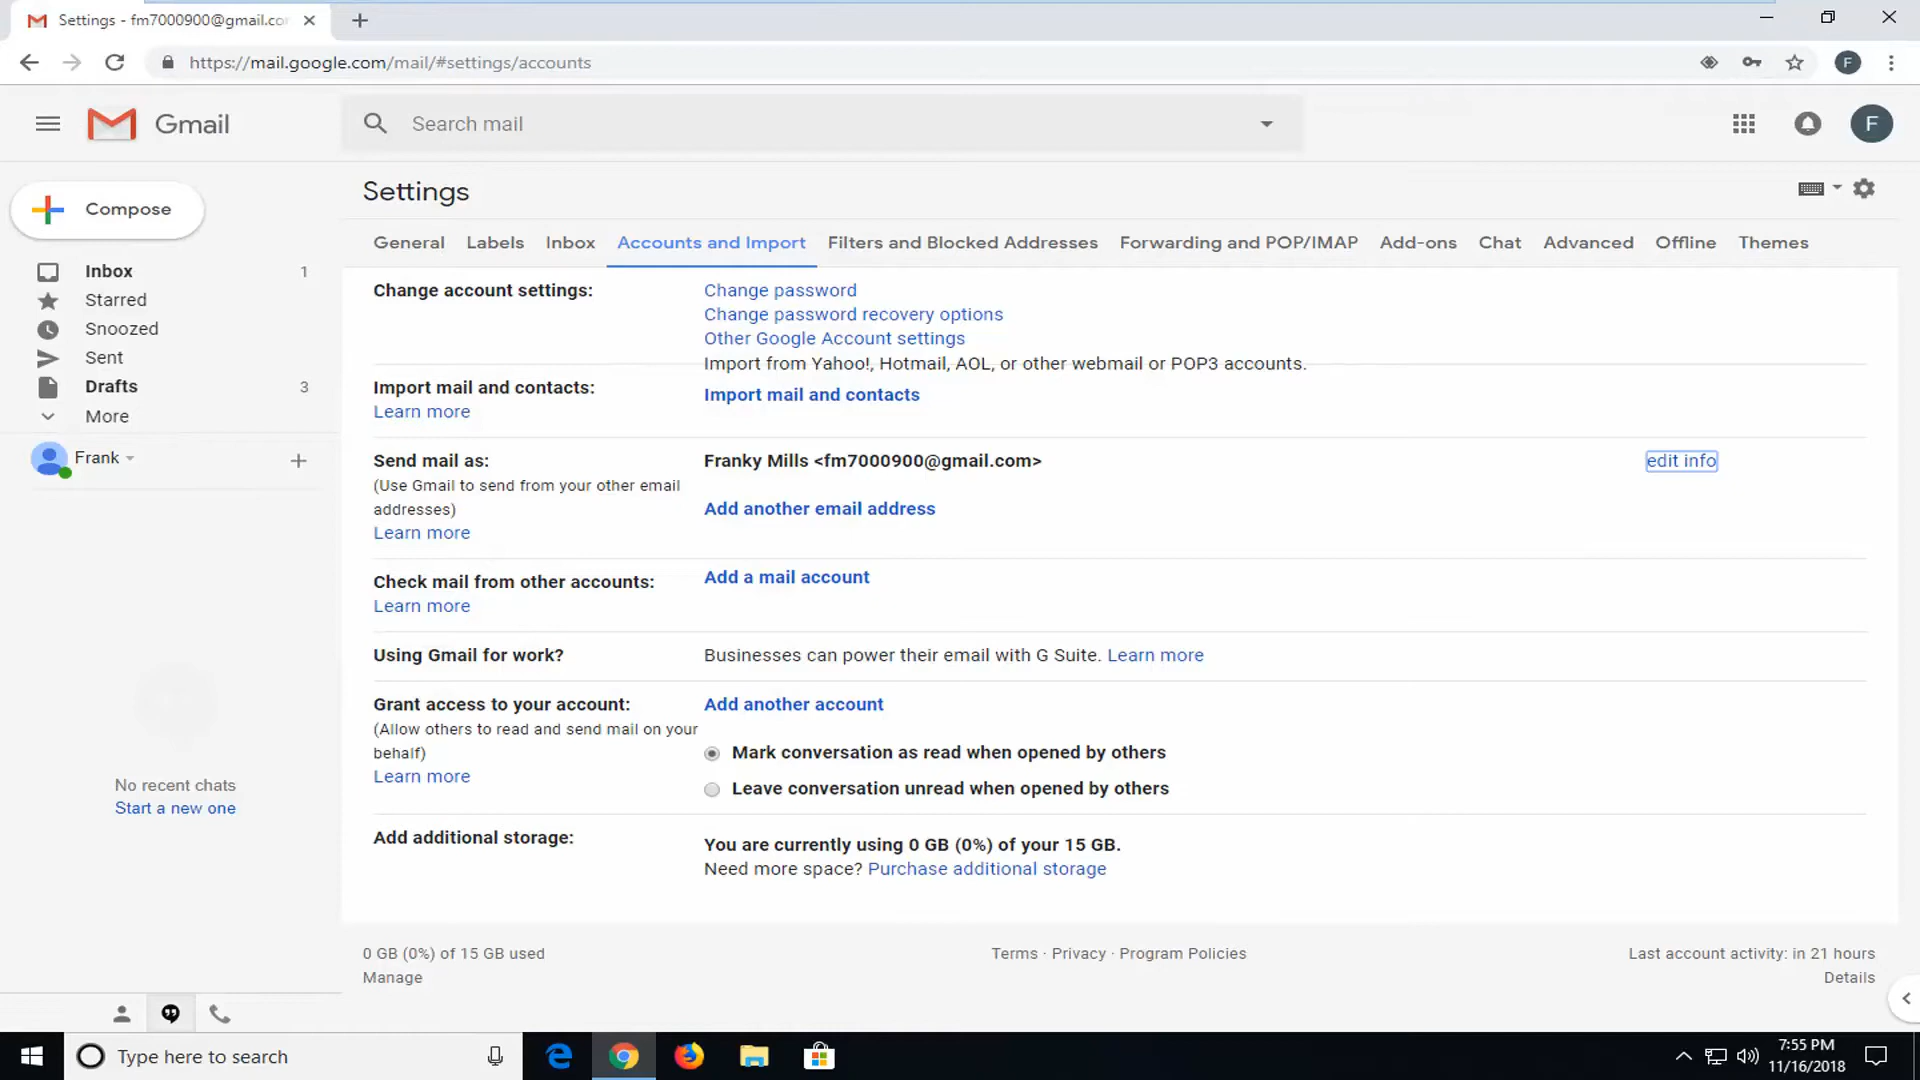 Settings - fm7000900@gmail.co
https://mail.google.com/mail/#settings/accounts
F
Gmail
Search mail
F
Compose
Settings
General Labels Inbox Accounts and Import Filters and Blocked Addresses Forwarding and POP/IMAP Add-ons Chat Advanced Offline Themes
Inbox 1
Starred
Snoozed
Sent
Drafts 3
More
Frank
No recent chats
Start a new one
Change account settings:
Change password
Change password recovery options
Other Google Account settings
Import mail and contacts:
Learn more
Import from Yahoo!, Hotmail, AOL, or other webmail or POP3 accounts.
Import mail and contacts
Send mail as:
(Use Gmail to send from your other email
addresses)
Learn more
Franky Mills <fm7000900@gmail.com>
edit info
Add another email address
Check mail from other accounts:
Learn more
Add a mail account
Using Gmail for work?
Businesses can power their email with G Suite. Learn more
Grant access to your account:
(Allow others to read and send mail on your
behalf)
Learn more
Add another account
Mark conversation as read when opened by others
Leave conversation unread when opened by others
Add additional storage:
You are currently using 0 GB (0%) of your 15 GB.
Need more space? Purchase additional storage
0 GB (0%) of 15 GB used
Manage
Terms · Privacy · Program Policies
Last account activity: in 21 hours
Details
Type here to search
7:55 PM
11/16/2018